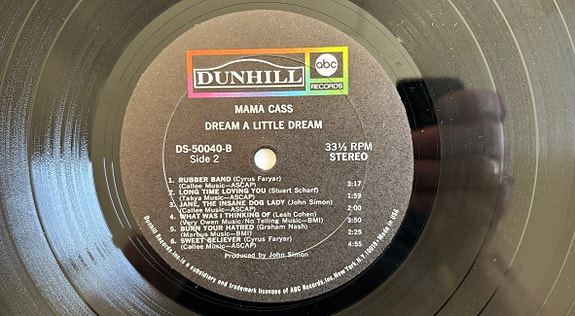 DUNHILL abc RECORDS
MAMA CASS
DREAM A LITTLE DREAM
DS-50040-B 33⅓ RPM
Side 2 STEREO
1. RUBBER BAND (Cyrus Faryar)
(Callee Music—ASCAP) 3:17
2. LONG TIME LOVING YOU (Stuart Scharf)
(Takya Music—ASCAP) 1:59
3. JANE, THE INSANE DOG LADY (John Simon)
(Callee Music—ASCAP) 2:00
4. WHAT WAS I THINKING OF (Leah Cohen)
(Very Own Music/No Telling Music—BMI) 3:50
5. BURN YOUR HATRED (Graham Nash)
(Marbus Music—BMI) 2:25
6. SWEET BELIEVER (Cyrus Faryar)
(Callee Music—ASCAP) 4:55
Produced by John Simon
Dunhill Records, Inc. is a subsidiary and trademark licensee of ABC Records, Inc. New York, N.Y. 10019 • Made in USA